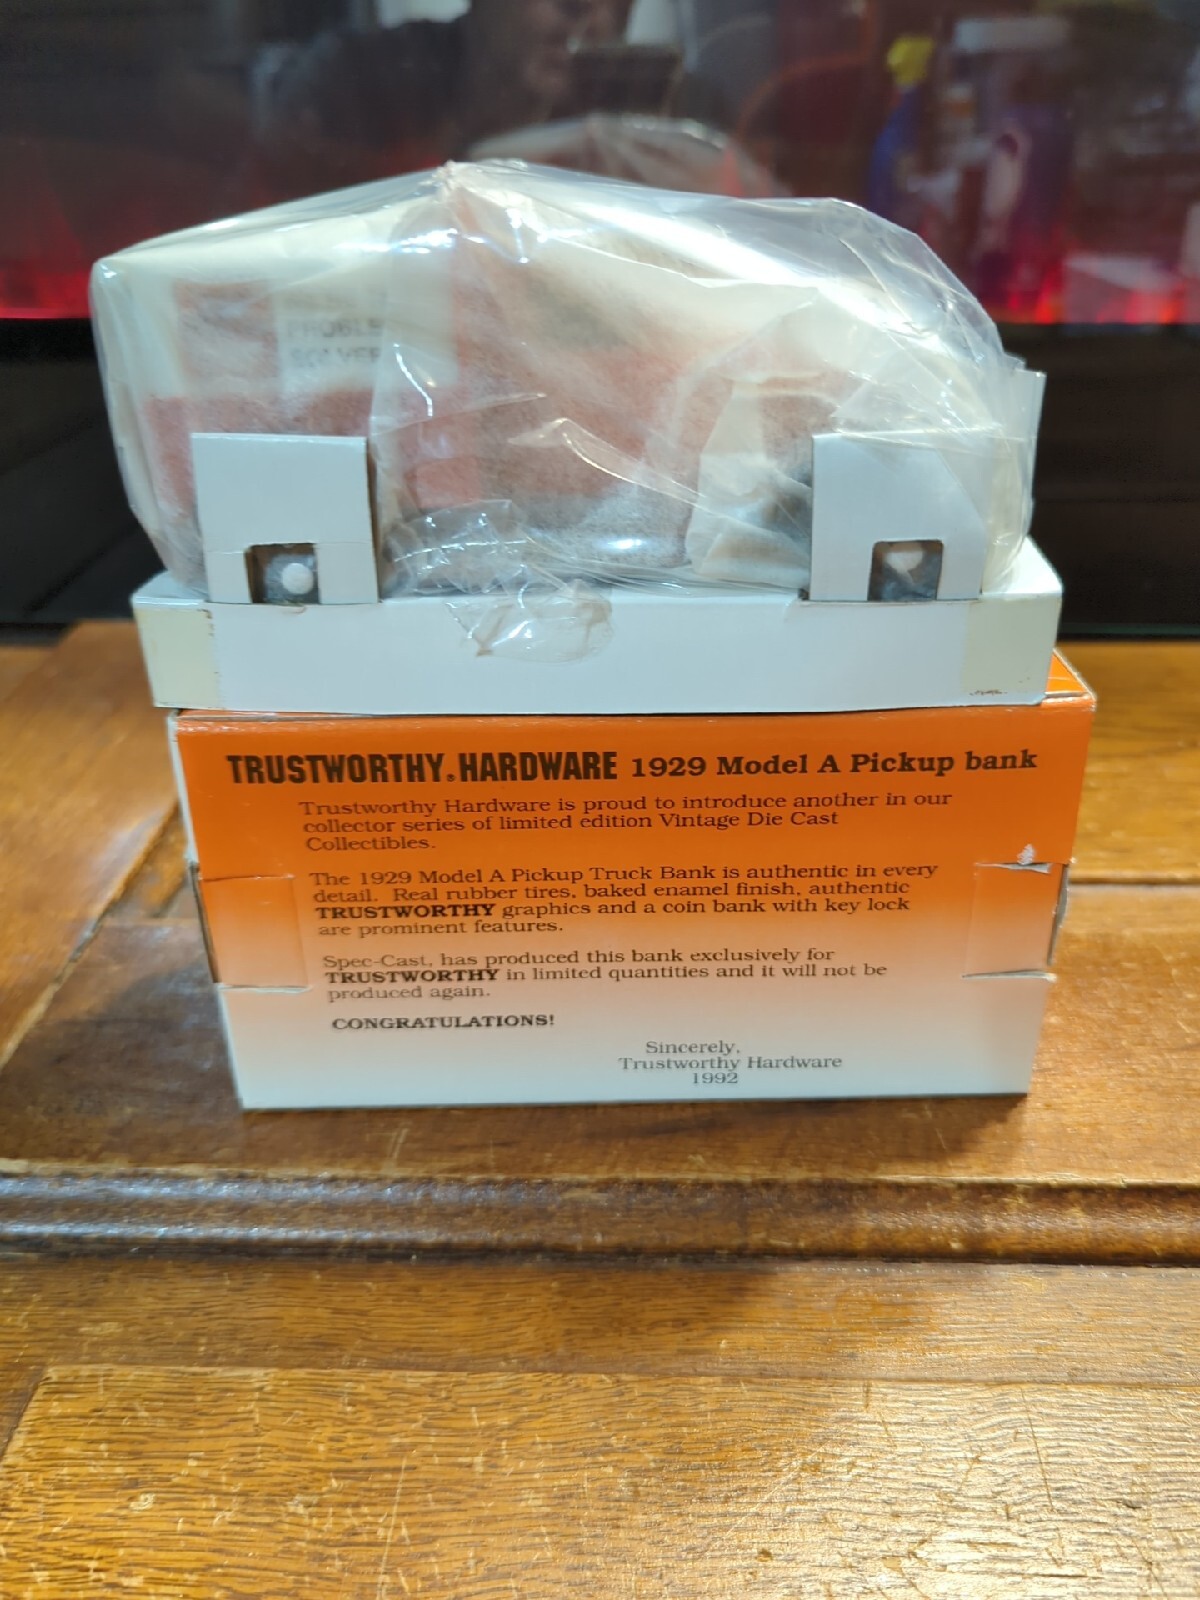 PROBLE
SOLVER
TRUSTWORTHY. HARDWARE 1929 Model A Pickup bank
Trustworthy Hardware is proud to introduce another in our
collector series of limited edition Vintage Die Cast
Collectibles.
The 1929 Model A Pickup Truck Bank is authentic in every
detail. Real rubber tires, baked enamel finish, authentic
TRUSTWORTHY graphics and a coin bank with key lock
are prominent features.
Spec-Cast, has produced this bank exclusively for
TRUSTWORTHY in limited quantities and it will not be
produced again.
CONGRATULATIONS!
Sincerely,
Trustworthy Hardware
1992